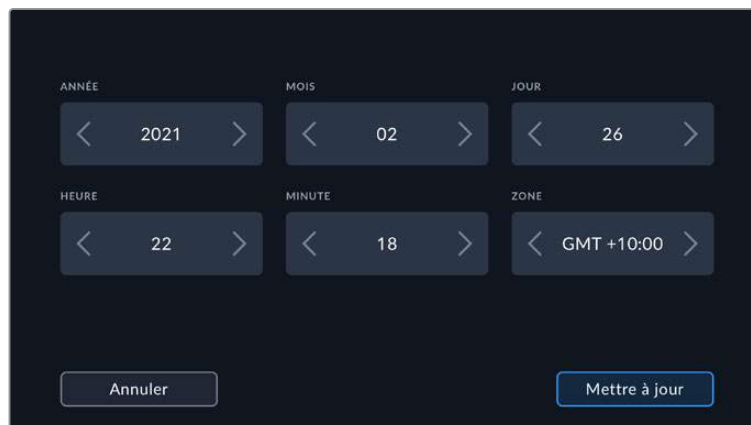 ANNÉE MOIS JOUR
2021 02 26
HEURE MINUTE ZONE
22 18 GMT +10:00
Annuler Mettre à jour